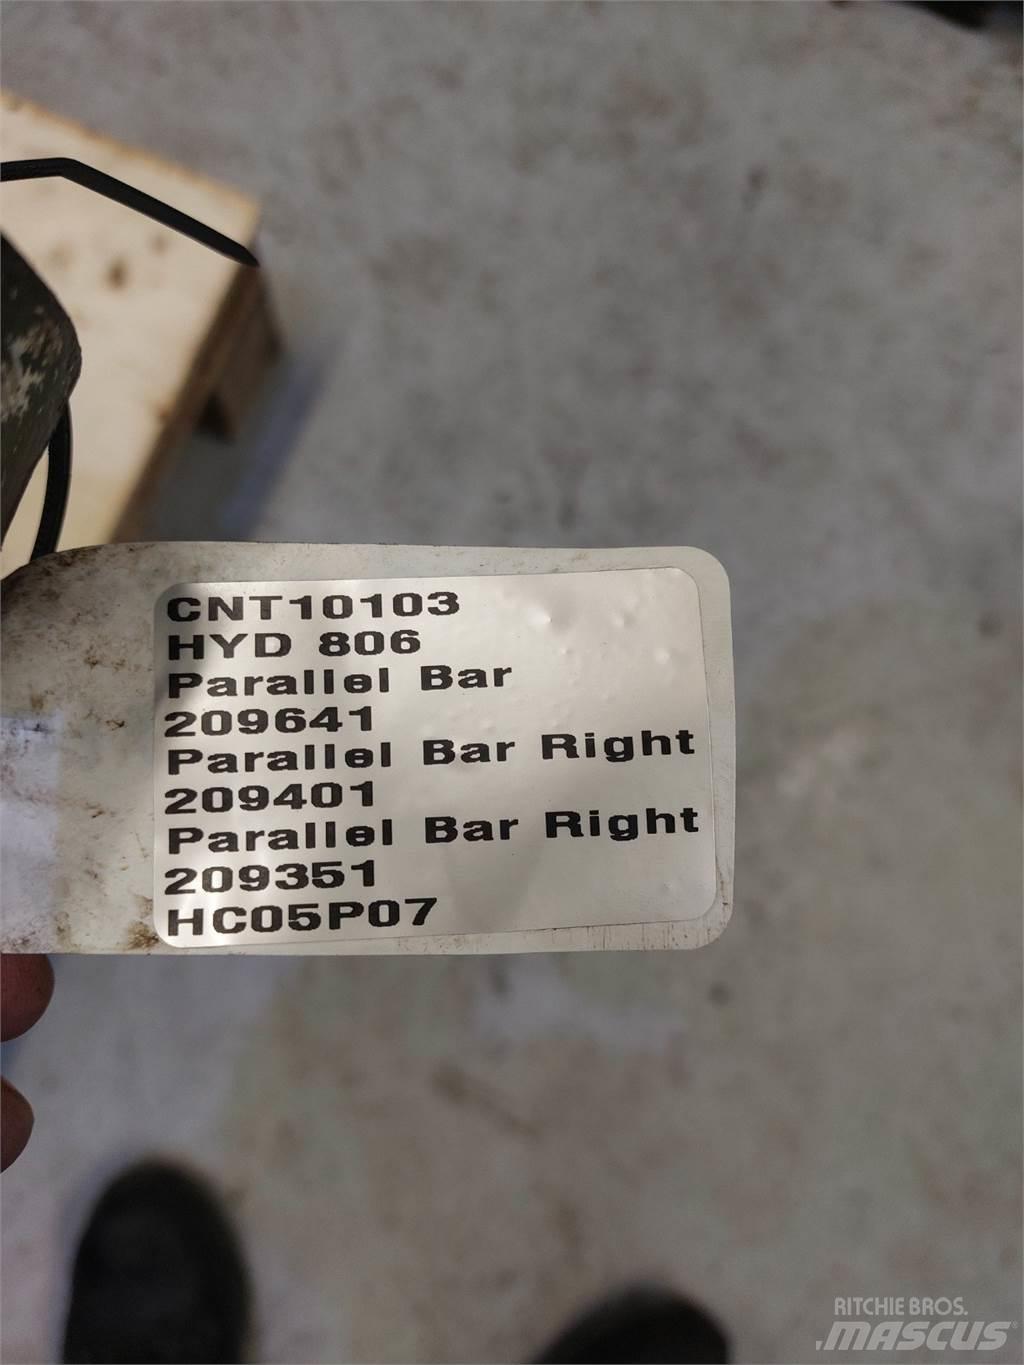 CNT10103
HYD 806
Parallel Bar
209641
Parallel Bar Right
209401
Parallel Bar Right
209351
HC05P07
RITCHIE BROS.
MASCUS